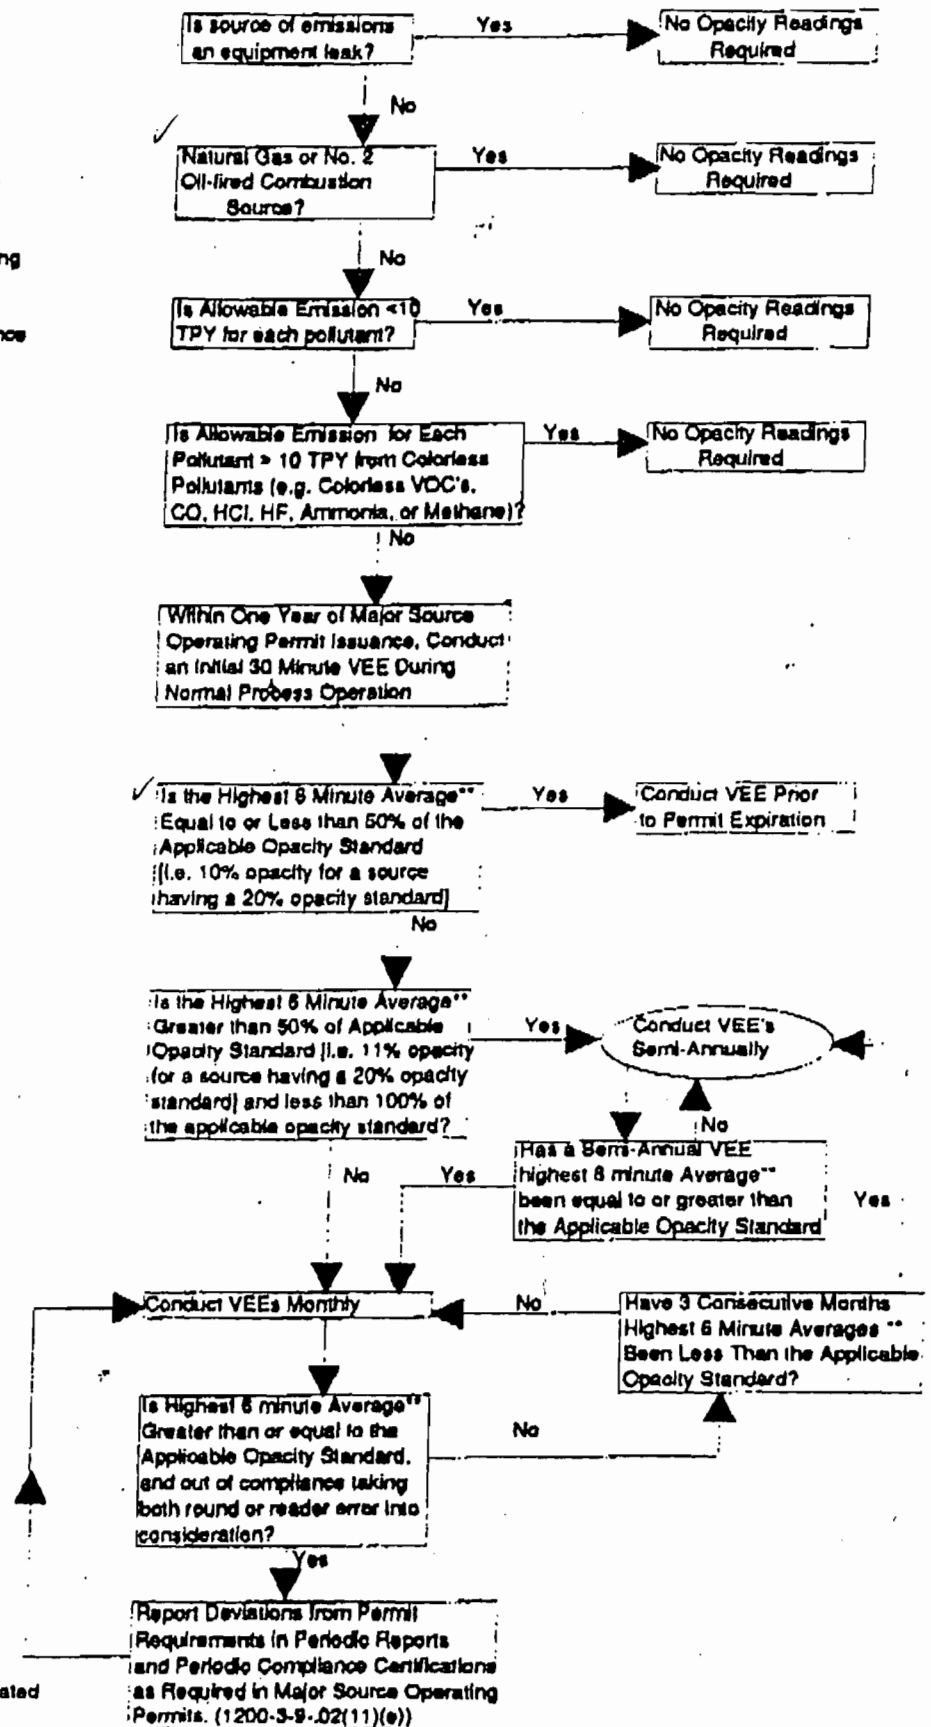 Is source of emissions
an equipment leak?
Yes
No Opacity Readings
Required
No
Natural Gas or No. 2
Oil-fired Combustion
Source?
Yes
No Opacity Readings
Required
No
Is Allowable Emission <10
TPY for each pollutant?
Yes
No Opacity Readings
Required
No
Is Allowable Emission for Each
Pollutant > 10 TPY from Colorless
Pollutants (e.g. Colorless VOC's,
CO, HCl, HF, Ammonia, or Methane)?
Yes
No Opacity Readings
Required
No
Within One Year of Major Source
Operating Permit Issuance, Conduct
an Initial 30 Minute VEE During
Normal Process Operation
Is the Highest 6 Minute Average**
Equal to or Less than 50% of the
Applicable Opacity Standard
[i.e. 10% opacity for a source
having a 20% opacity standard]
Yes
Conduct VEE Prior
to Permit Expiration
No
Is the Highest 6 Minute Average**
Greater than 50% of Applicable
Opacity Standard [i.e. 11% opacity
for a source having a 20% opacity
standard] and less than 100% of
the applicable opacity standard?
Yes
Conduct VEE's
Semi-Annually
No
No
Has a Semi-Annual VEE
highest 6 minute Average**
been equal to or greater than
the Applicable Opacity Standard
Yes
Yes
Conduct VEEs Monthly
No
Have 3 Consecutive Months
Highest 6 Minute Averages **
Been Less Than the Applicable
Opacity Standard?
Is Highest 6 minute Average**
Greater than or equal to the
Applicable Opacity Standard,
and out of compliance taking
both round or reader error into
consideration?
No
Yes
Report Deviations from Permit
Requirements in Periodic Reports
and Periodic Compliance Certifications
as Required in Major Source Operating
Permits. (1200-3-9-.02(11)(e))